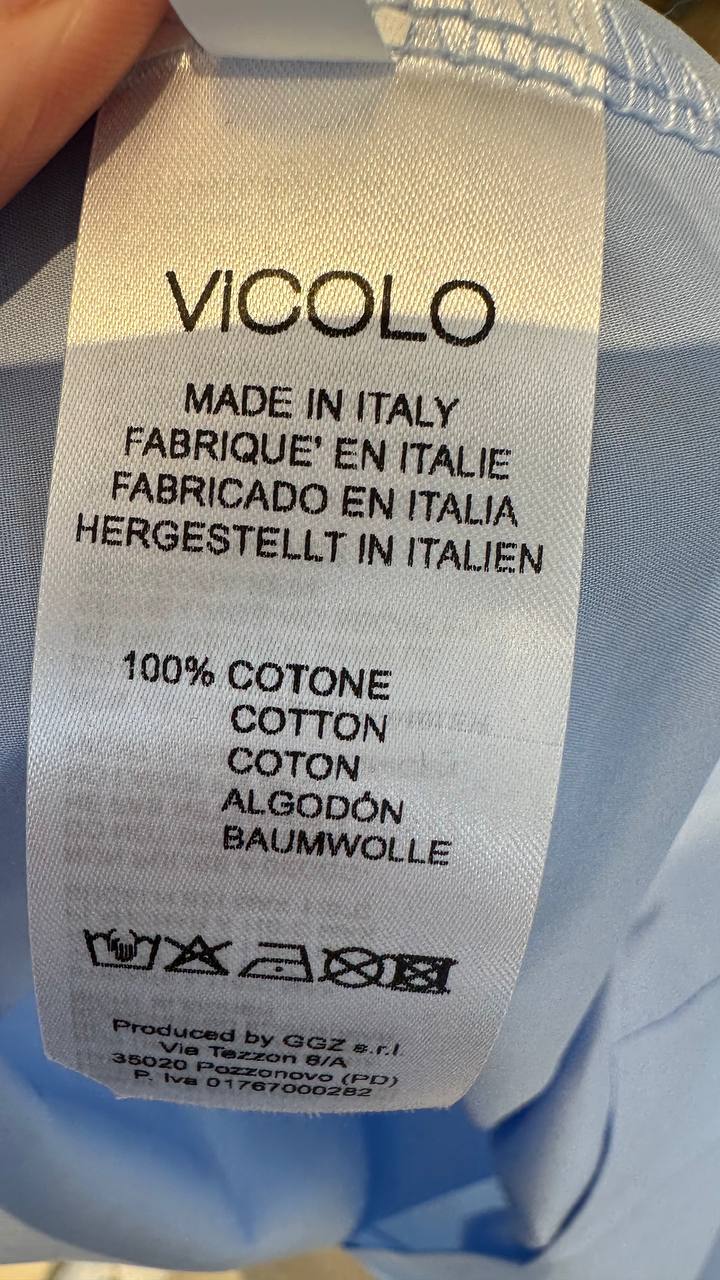 VICOLO
MADE IN ITALY
FABRIQUE' EN ITALIE
FABRICADO EN ITALIA
HERGESTELLT IN ITALIEN
100% COTONE
COTTON
COTON
ALGODÓN
BAUMWOLLE
Produced by GGZ s.r.l
Via Tezzon 8/A
35020 Pozzonovo (PD)
P. Iva 01767000282